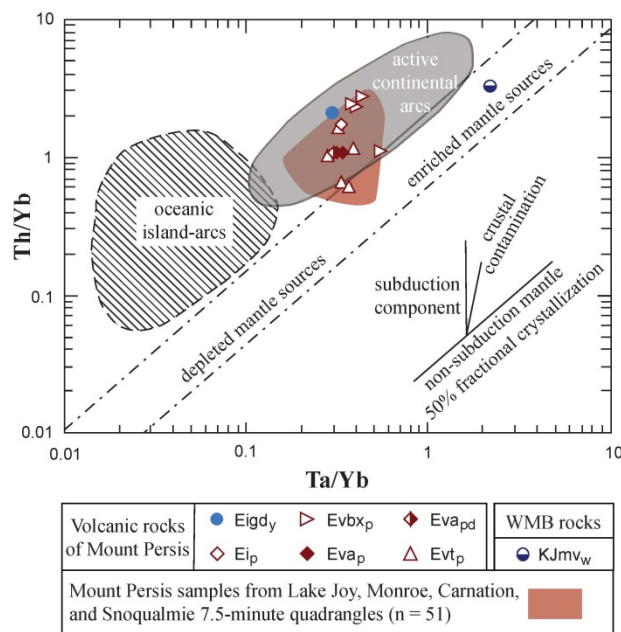 10
active
continental
arcs
enriched mantle sources
1
Th/Yb
oceanic
island-arcs
crustal
contamination
0.1
subduction
component
depleted mantle sources
non-subduction mantle
50% fractional crystallization
0.01
0.01
0.1
1
10
Ta/Yb
Volcanic rocks
of Mount Persis
Eigdy
Evbxp
Evapd
Eip
Evap
Evtp
WMB rocks
KJmvw
Mount Persis samples from Lake Joy, Monroe, Carnation,
and Snoqualmie 7.5-minute quadrangles (n = 51)